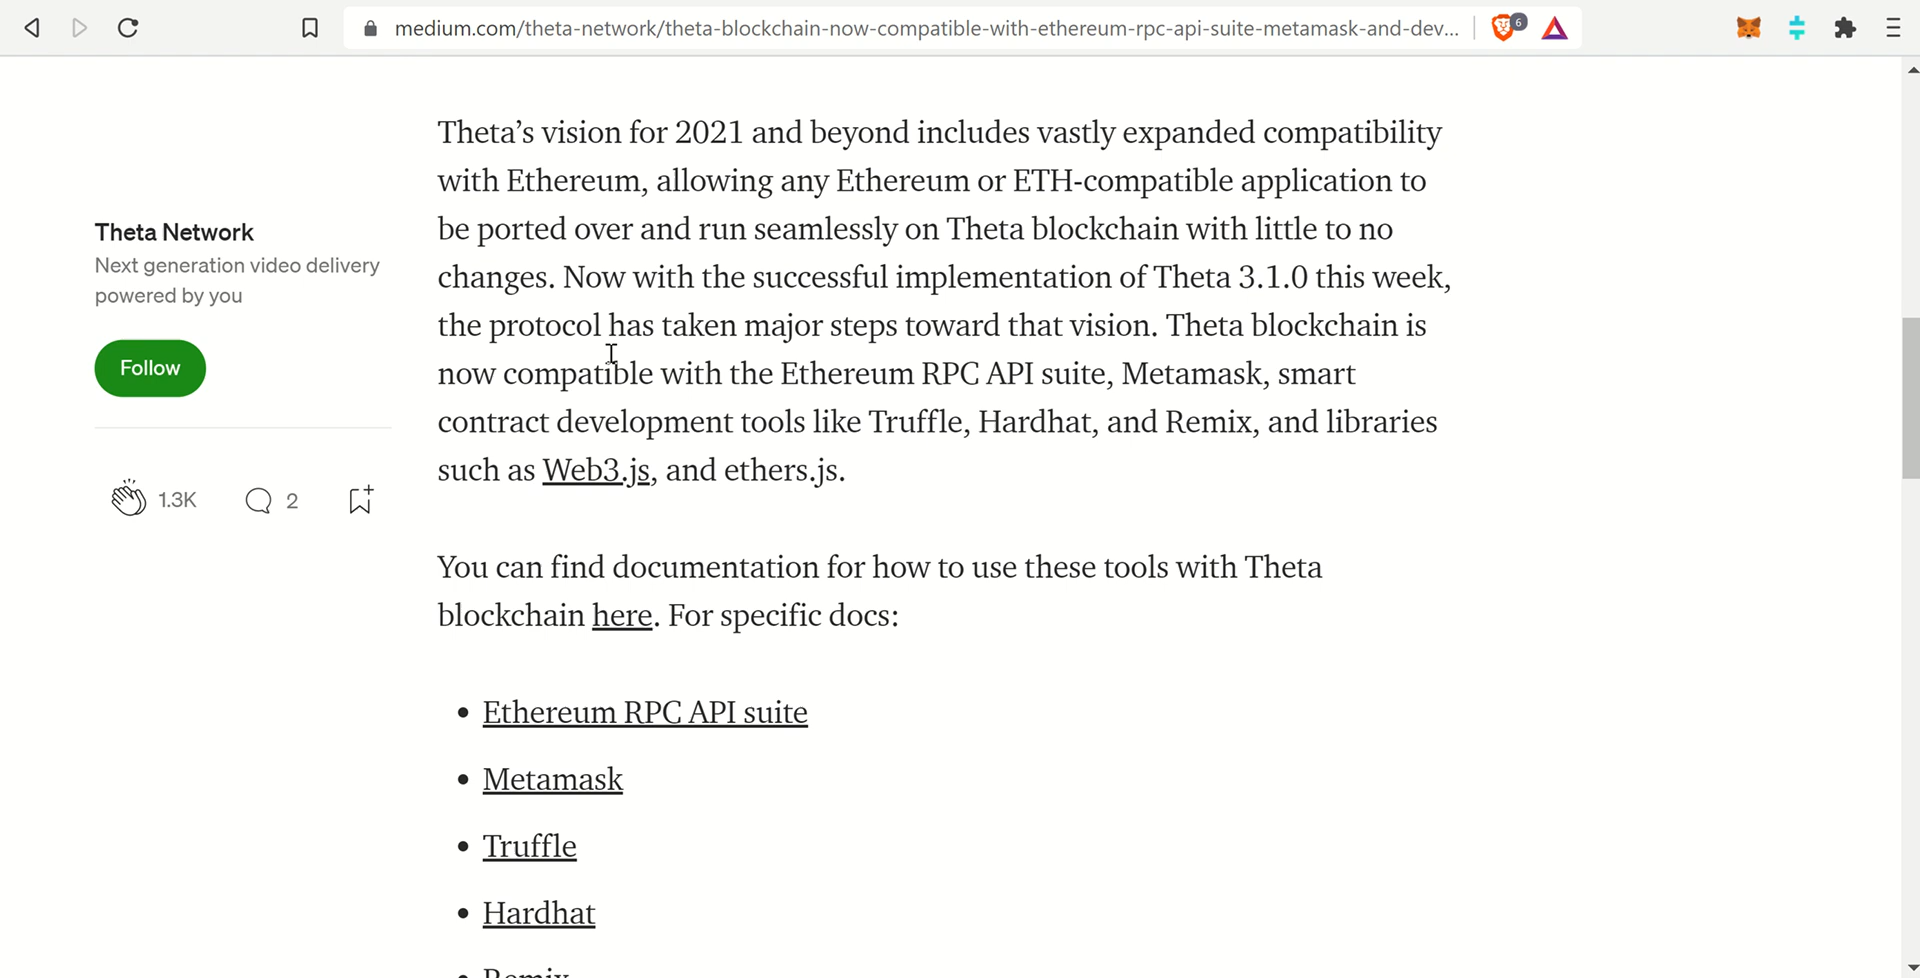 medium.com/theta-network/theta-blockchain-now-compatible-with-ethereum-rpc-api-suite-metamask-and-dev...
6
Theta’s vision for 2021 and beyond includes vastly expanded compatibility
with Ethereum, allowing any Ethereum or ETH-compatible application to
be ported over and run seamlessly on Theta blockchain with little to no
changes. Now with the successful implementation of Theta 3.1.0 this week,
the protocol has taken major steps toward that vision. Theta blockchain is
now compatible with the Ethereum RPC API suite, Metamask, smart
contract development tools like Truffle, Hardhat, and Remix, and libraries
such as Web3.js, and ethers.js.
Theta Network
Next generation video delivery
powered by you
Follow
1.3K
2
You can find documentation for how to use these tools with Theta
blockchain here. For specific docs:
• Ethereum RPC API suite
• Metamask
• Truffle
• Hardhat
• Remix